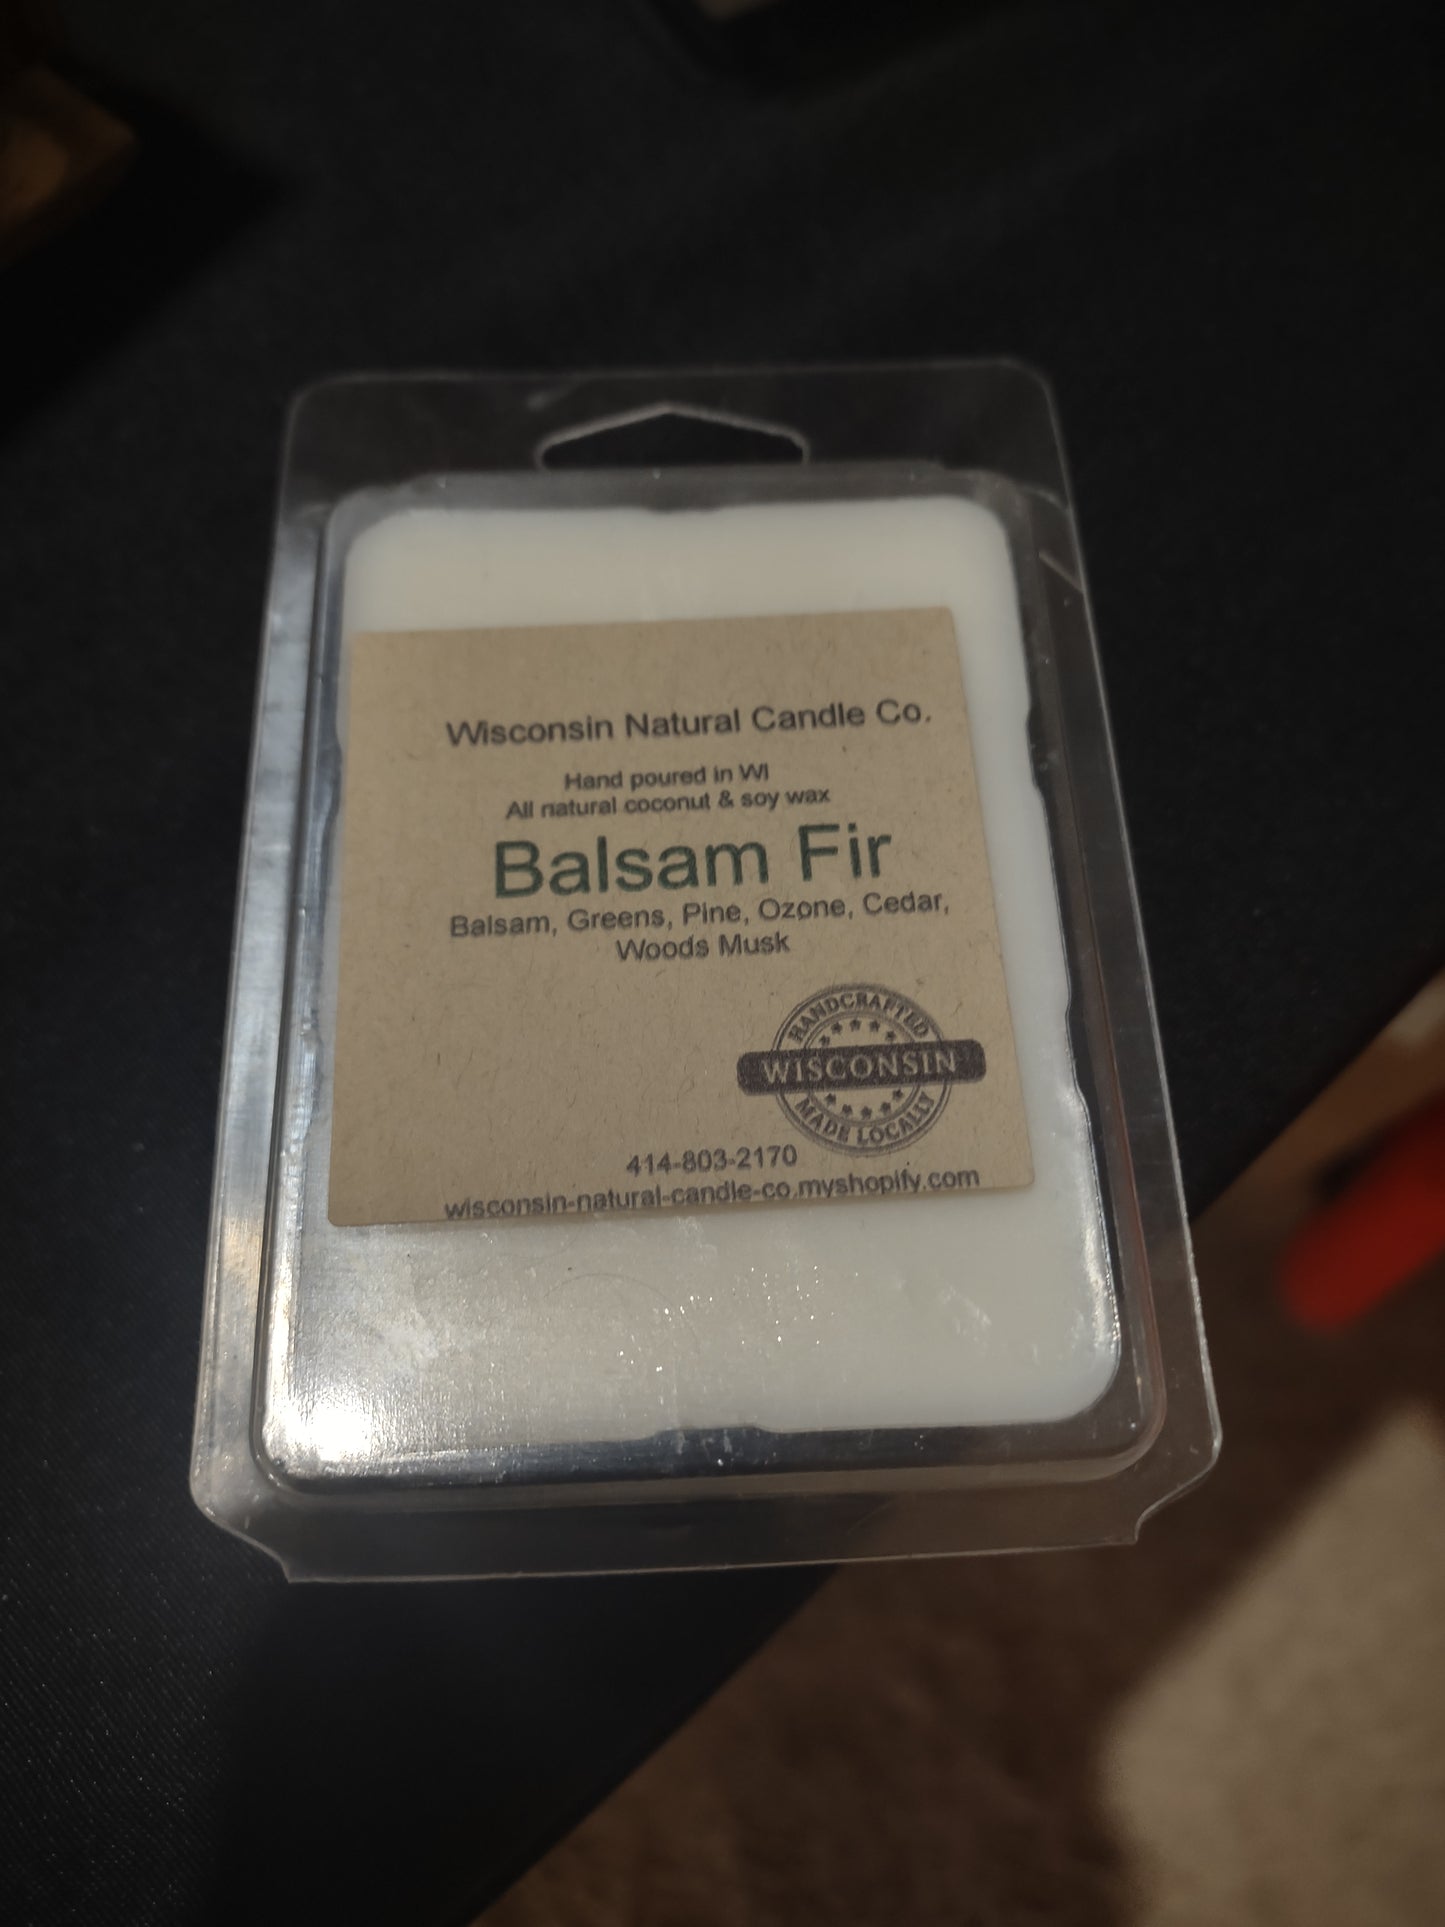 Wisconsin Natural Candle Co.
Hand poured in WI
All natural coconut & soy wax
Balsam Fir
Balsam, Greens, Pine, Ozone, Cedar,
Woods Musk
HANDCRAFTED
WISCONSIN
MADE LOCALLY
414-803-2170
wisconsin-natural-candle-co.myshopify.com